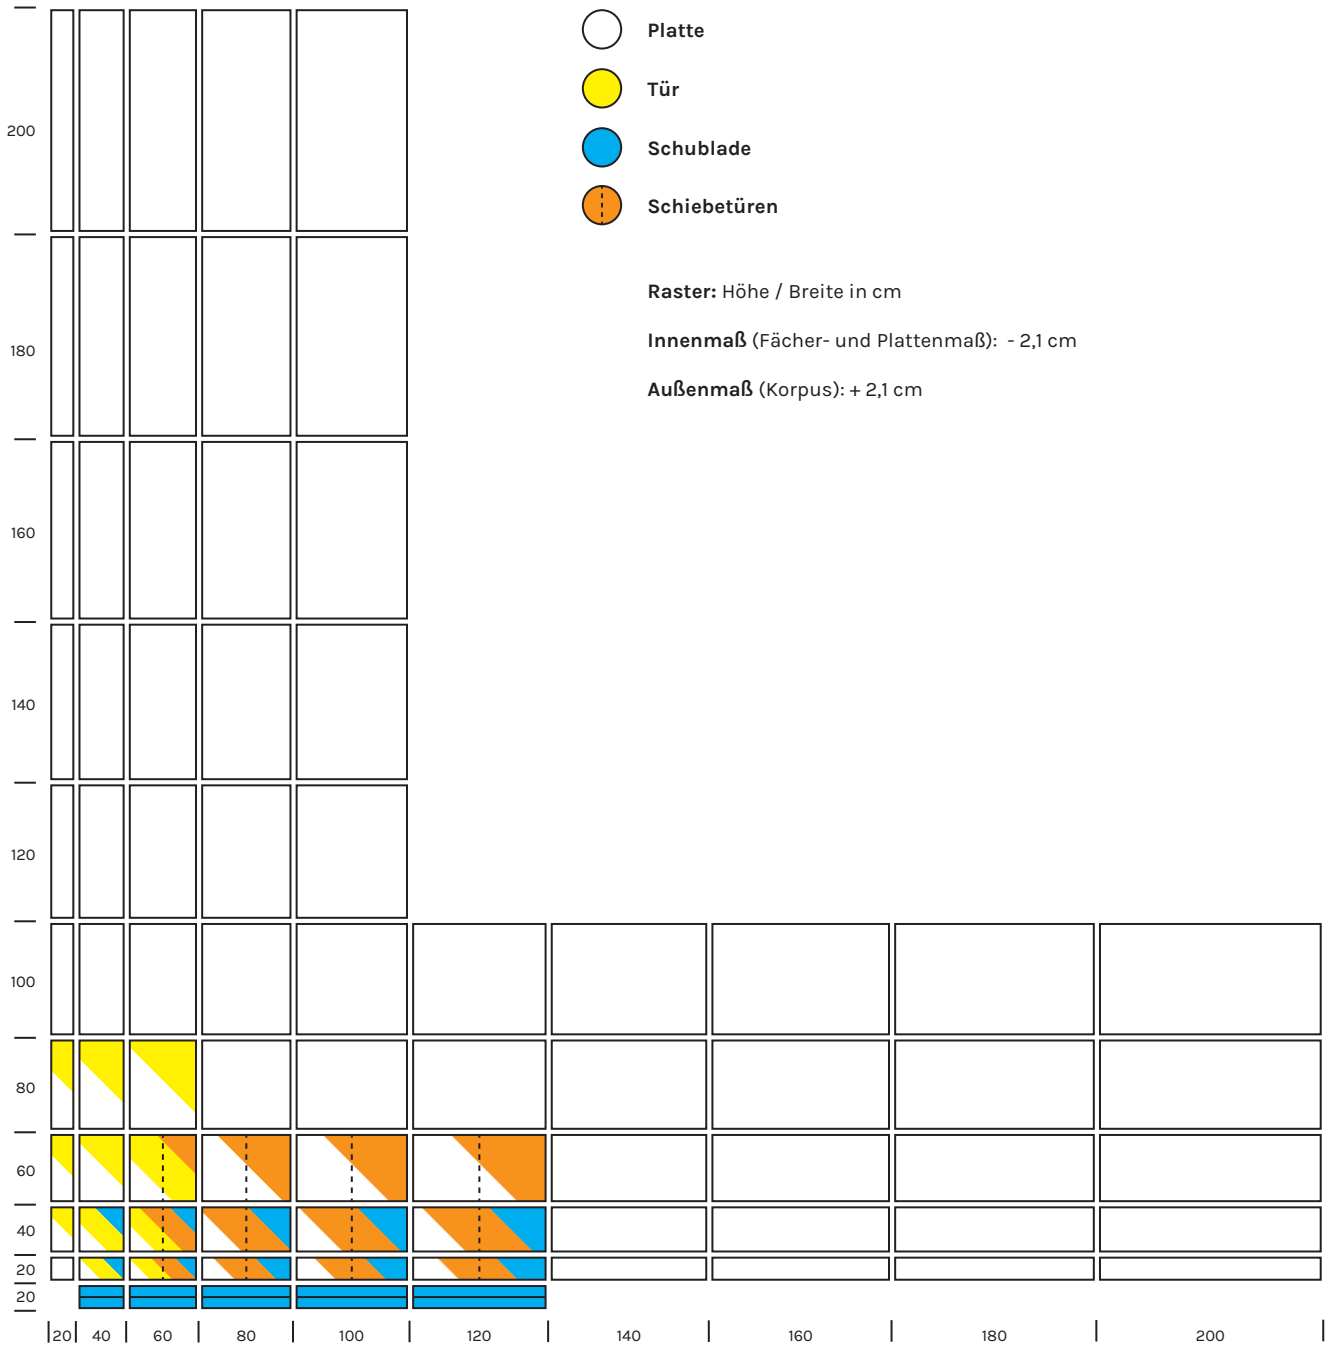 Platte
Tür
Schublade
Schiebetüren
Raster: Höhe / Breite in cm
Innenmaß (Fächer- und Plattenmaß): - 2,1 cm
Außenmaß (Korpus): + 2,1 cm
200
180
160
140
120
100
80
60
40
20
20
20 40 60 80 100 120 140 160 180 200